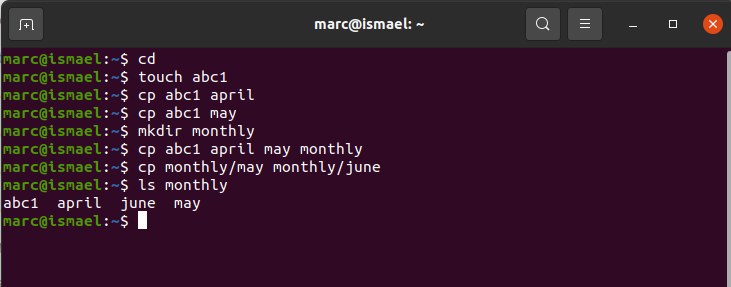 marc@ismael: ~
marc@ismael:~$ cd
marc@ismael:~$ touch abc1
marc@ismael:~$ cp abc1 april
marc@ismael:~$ cp abc1 may
marc@ismael:~$ mkdir monthly
marc@ismael:~$ cp abc1 april may monthly
marc@ismael:~$ cp monthly/may monthly/june
marc@ismael:~$ ls monthly
abc1  april  june  may
marc@ismael:~$